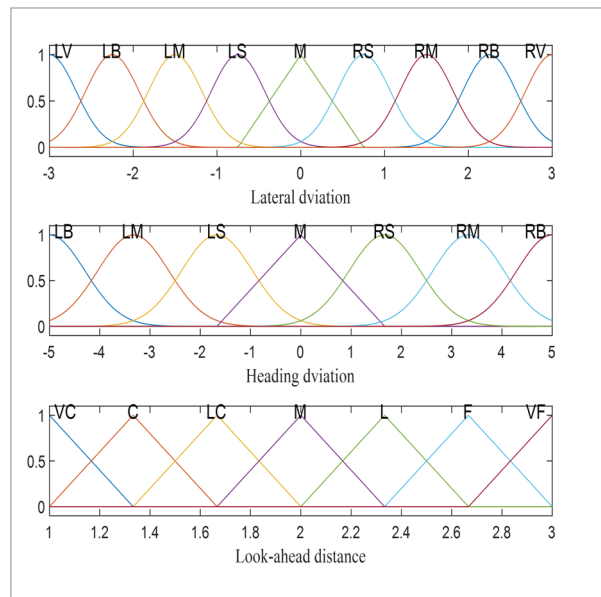 LV LB LM LS M RS RM RB RV
1
0.5
0
-3 -2 -1 0 1 2 3
Lateral dviation
LB LM LS M RS RM RB
1
0.5
0
-5 -4 -3 -2 -1 0 1 2 3 4 5
Heading dviation
VC C LC M L F VF
1
0.5
0
1 1.2 1.4 1.6 1.8 2 2.2 2.4 2.6 2.8 3
Look-ahead distance